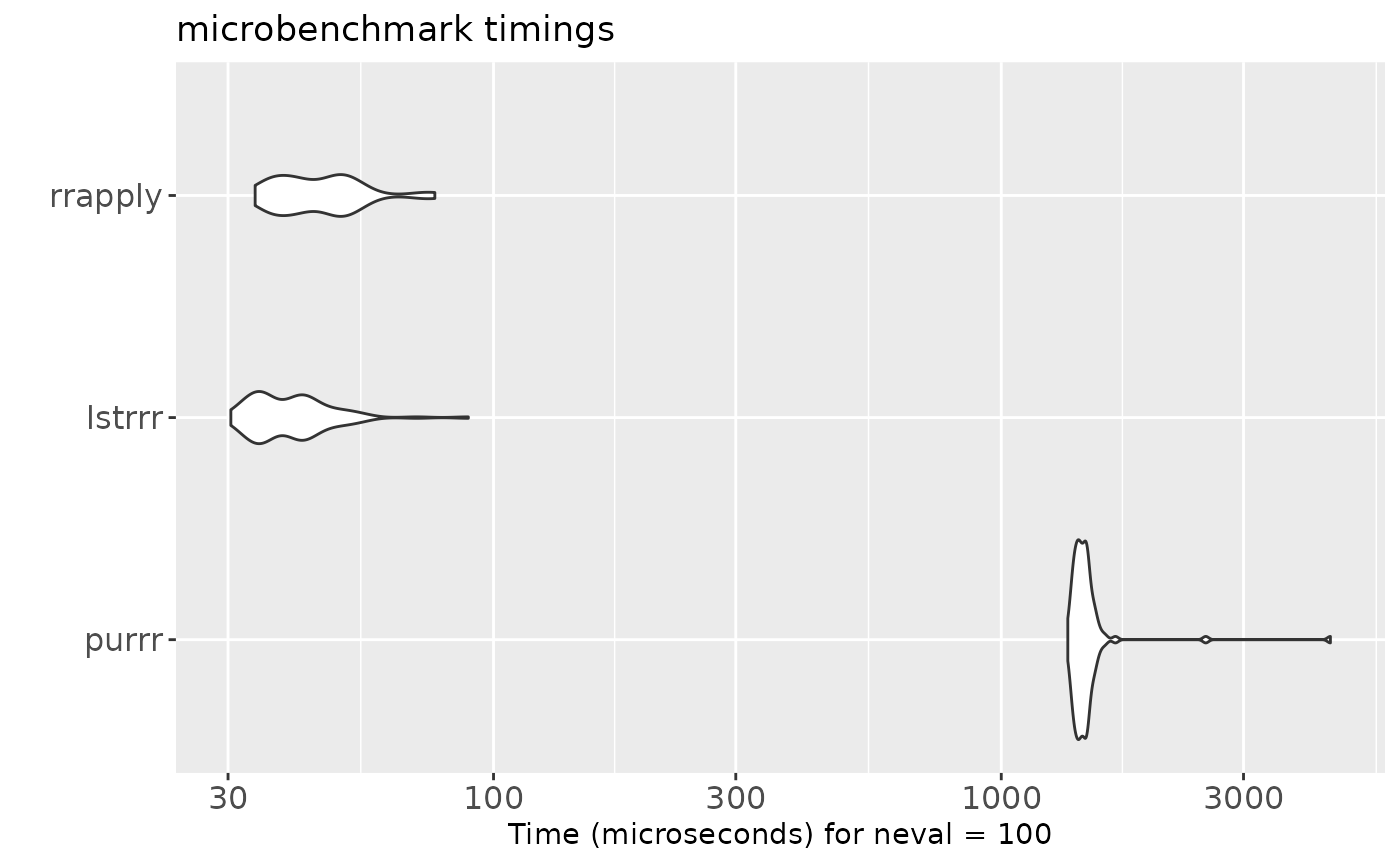 microbenchmark timings
rrapply
lstrrr
purrr
30 100 300 1000 3000
Time (microseconds) for neval = 100